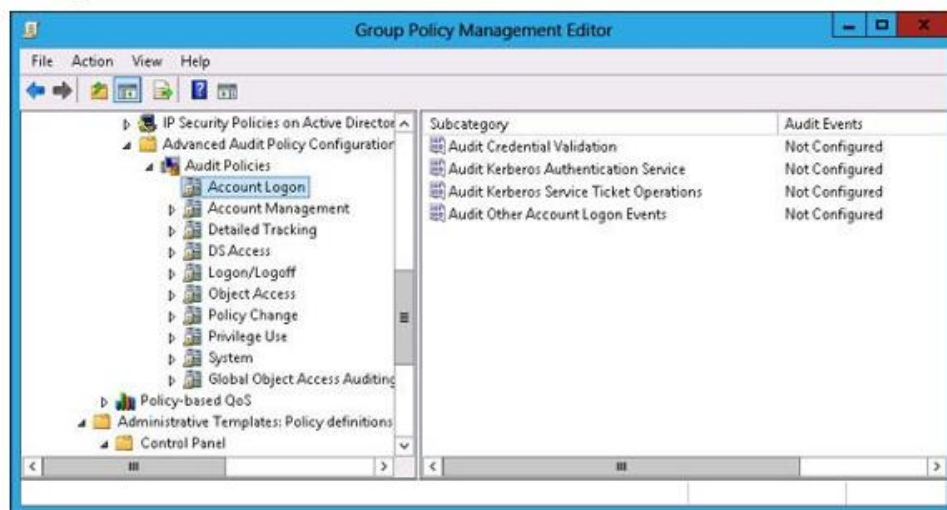 Group Policy Management Editor
File Action View Help
IP Security Policies on Active Director
Advanced Audit Policy Configuration
Audit Policies
Account Logon
Account Management
Detailed Tracking
DS Access
Logon/Logoff
Object Access
Policy Change
Privilege Use
System
Global Object Access Auditing
Policy-based QoS
Administrative Templates: Policy definitions
Control Panel
Subcategory Audit Events
Audit Credential Validation Not Configured
Audit Kerberos Authentication Service Not Configured
Audit Kerberos Service Ticket Operations Not Configured
Audit Other Account Logon Events Not Configured